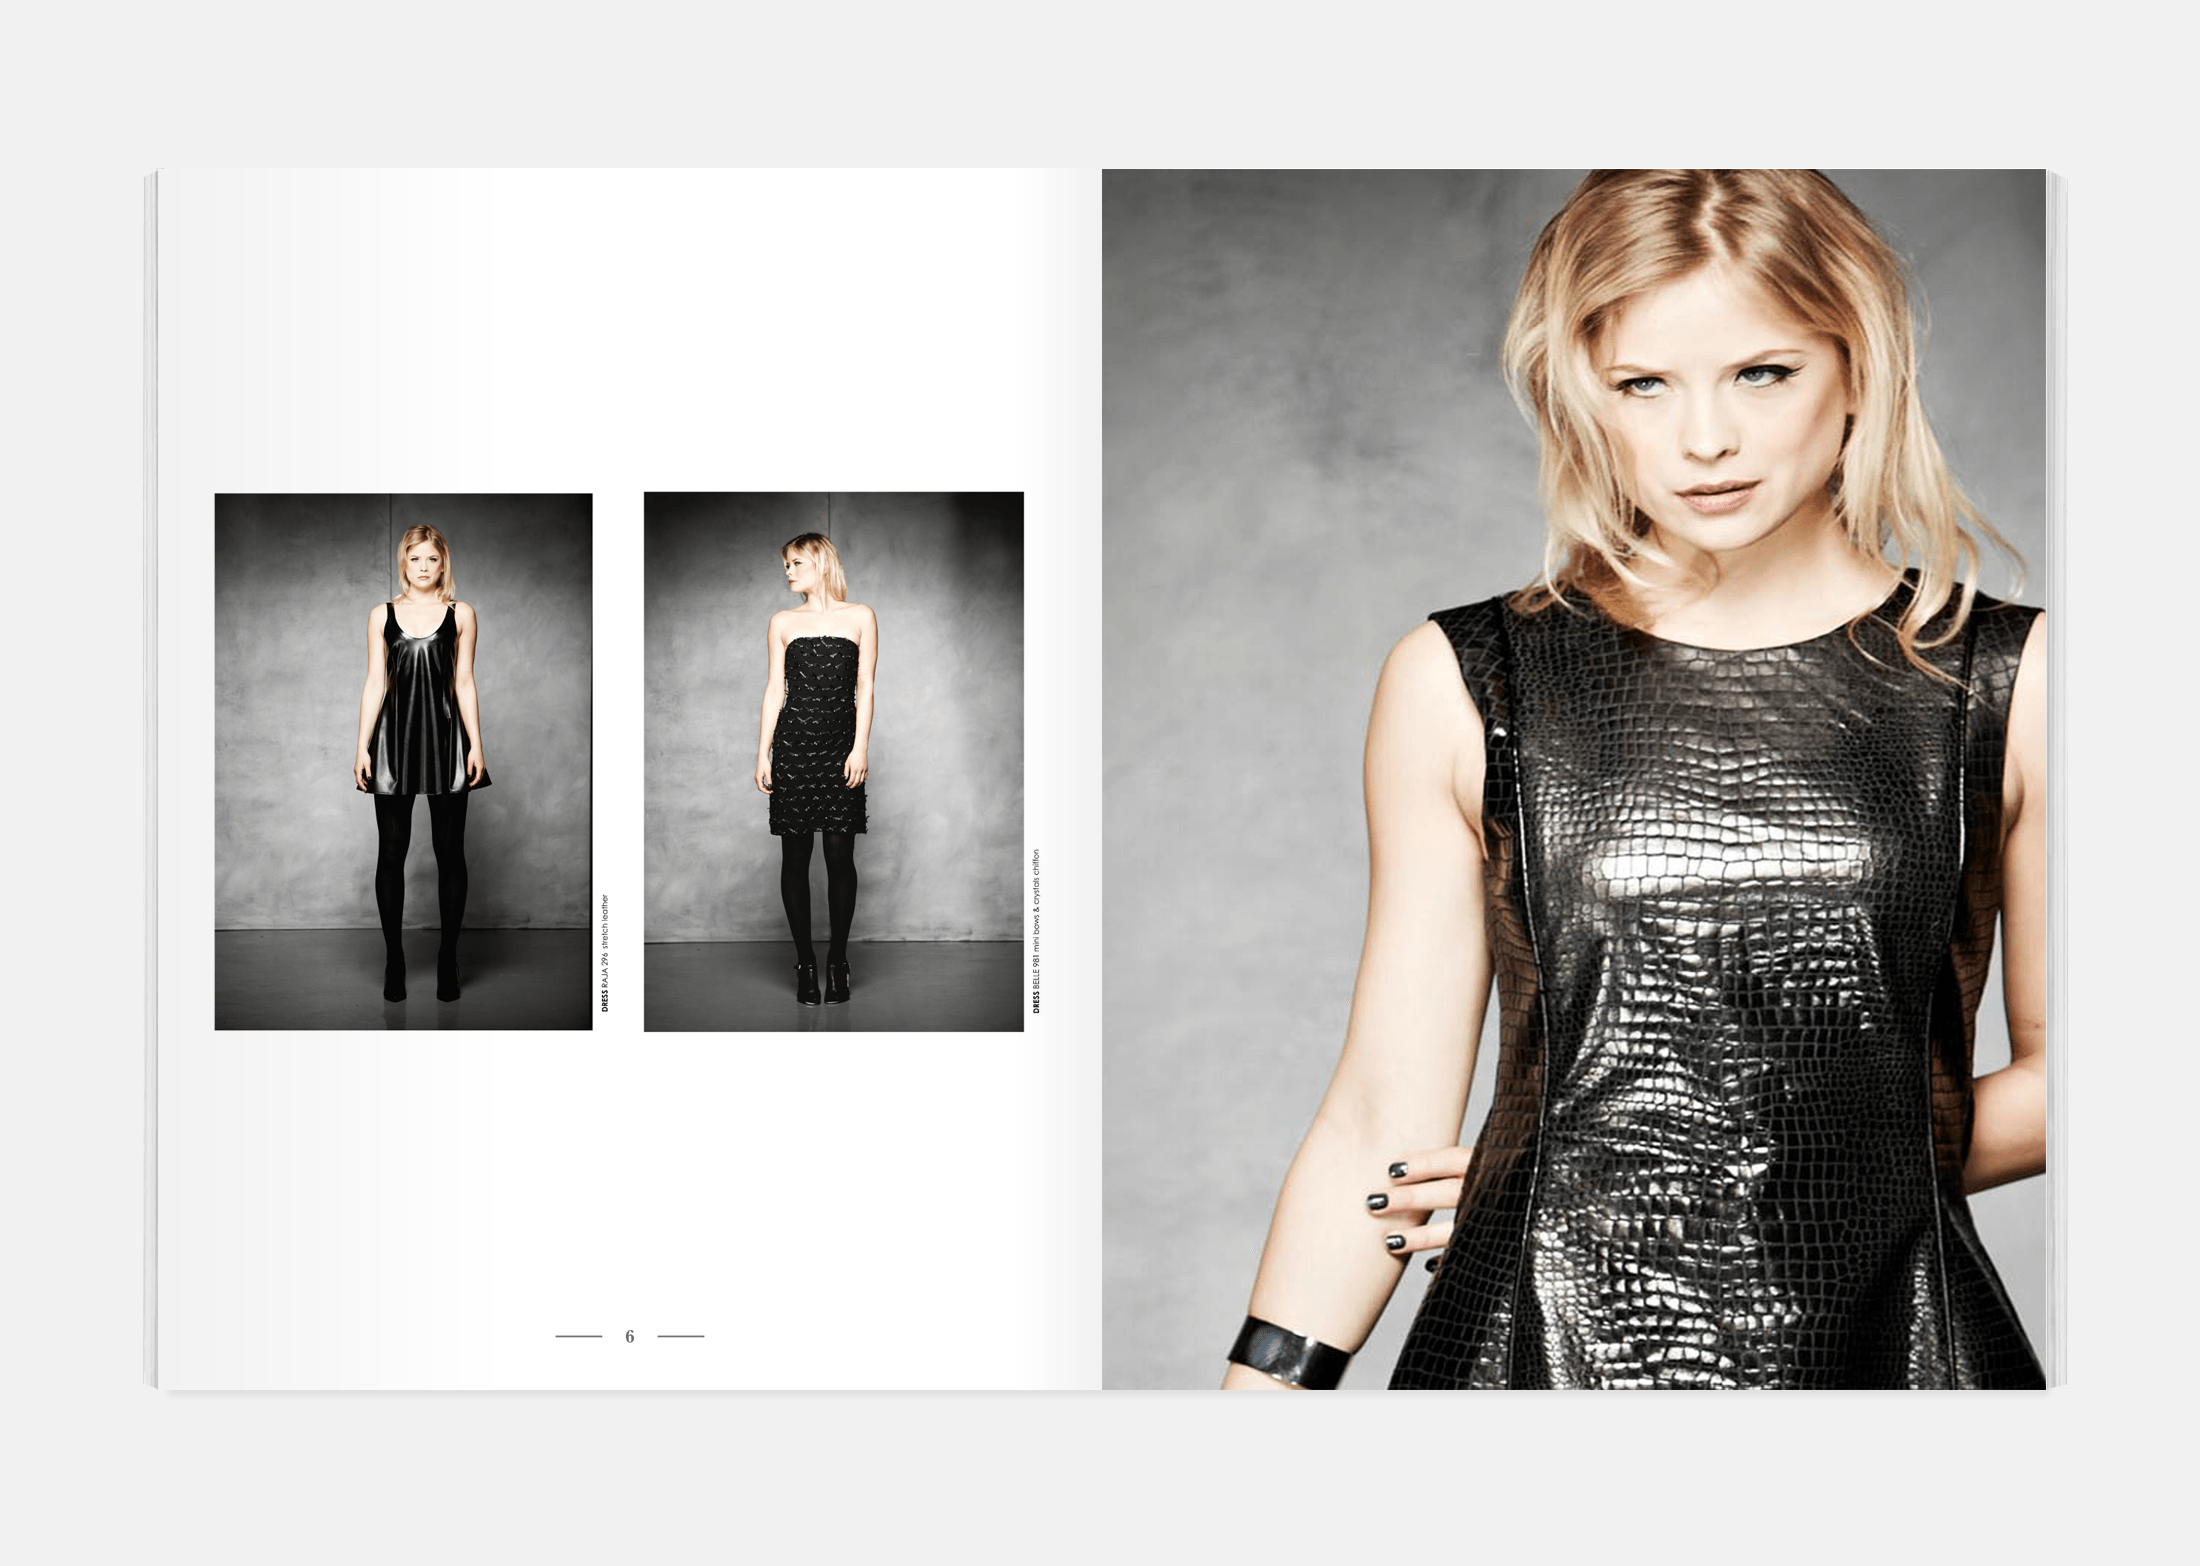 DRESS RAJA 296 stretch leather
DRESS BELLE 981 mini bows & crystals chiffon
6